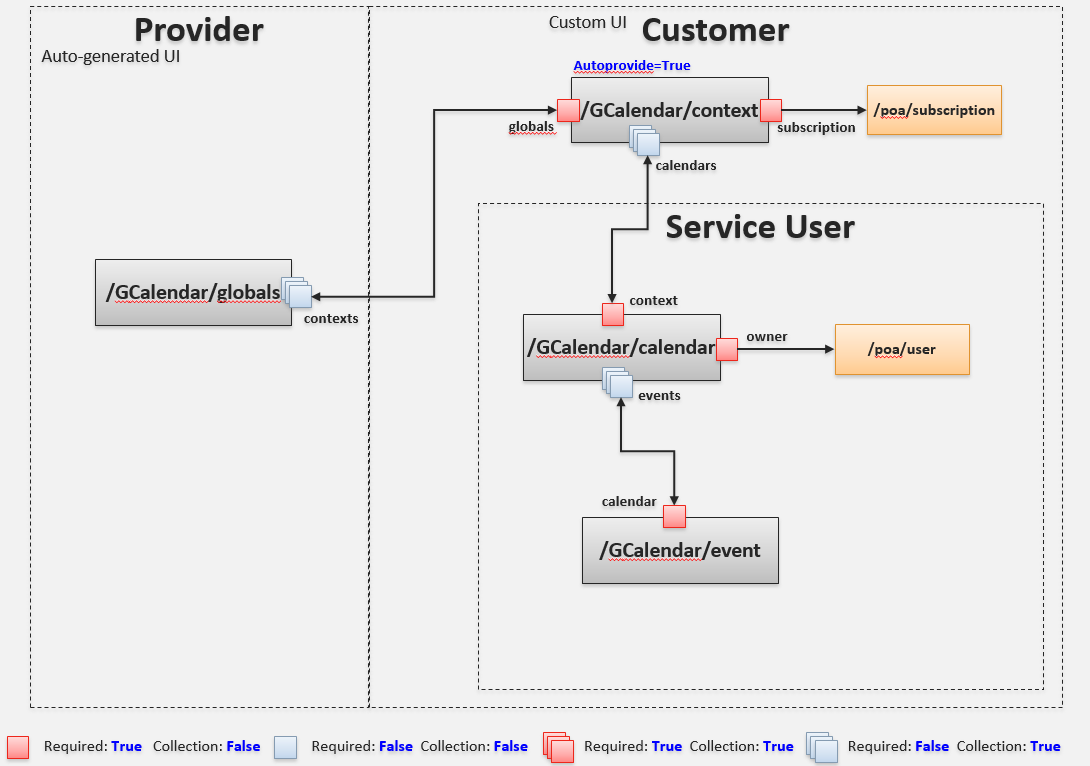 Provider
Auto-generated UI
Custom UI
Customer
Autoprovide=True
/GCalendar/context
globals
subscription
calendars
/poa/subscription
Service User
/GCalendar/globals
contexts
context
/GCalendar/calendar
owner
/poa/user
events
calendar
/GCalendar/event
Required: True Collection: False
Required: False Collection: False
Required: True Collection: True
Required: False Collection: True